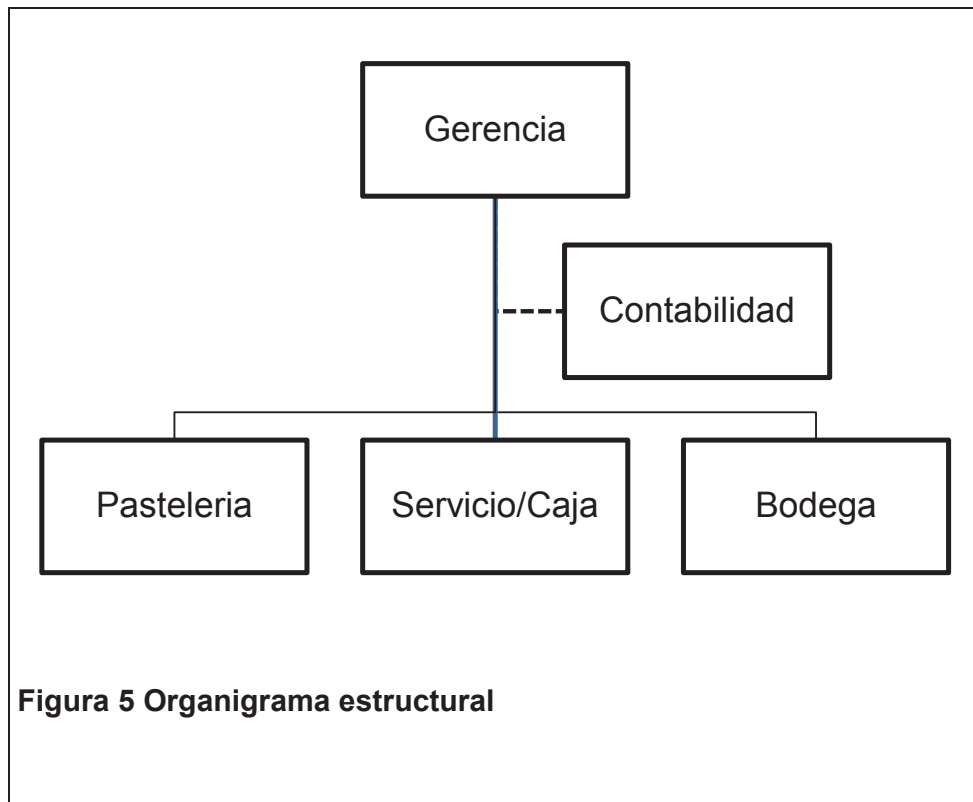 Gerencia
Contabilidad
Pasteleria
Servicio/Caja
Bodega
Figura 5 Organigrama estructural